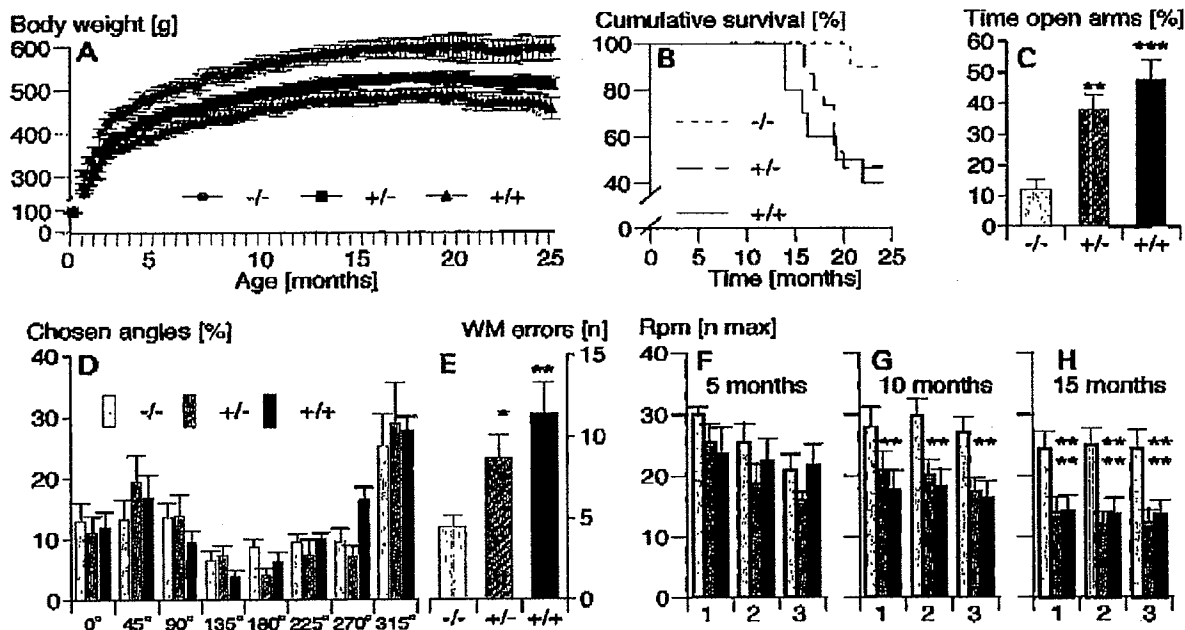 Body weight [g]
A
600
500
400
300
100
0
-/- +/- +/+
0 5 10 15 20 25
Age [months]
Cumulative survival [%]
B
100
80
60
40
0
-/-
+/-
+/+
0 5 10 15 20 25
Time [months]
Time open arms [%]
C
60
50
40
30
20
10
0
**
***
-/- +/- +/+
Chosen angles [%]
D
40
30
20
10
0
-/- +/- +/+
0° 45° 90° 135° 180° 225° 270° 315°
WM errors [n]
E
15
10
5
0
*
**
-/- +/- +/+
Rpm [n max]
F
5 months
40
30
20
10
0
1 2 3
G
10 months
** ** **
1 2 3
H
15 months
** ** **
** ** **
1 2 3